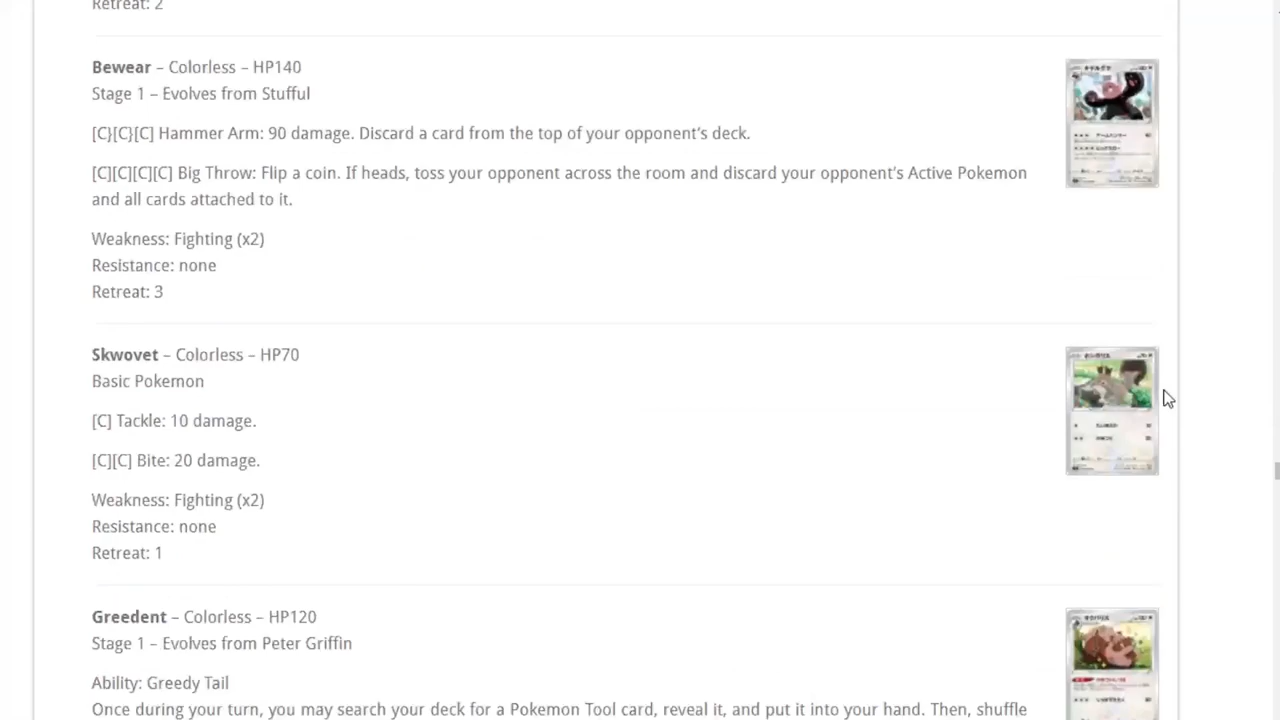 Retreat: 2
Bewear – Colorless – HP140
Stage 1 – Evolves from Stufful
[C}[C}[C] Hammer Arm: 90 damage. Discard a card from the top of your opponent's deck.
[C][C][C][C] Big Throw: Flip a coin. If heads, toss your opponent across the room and discard your opponent's Active Pokemon
and all cards attached to it.
Weakness: Fighting (x2)
Resistance: none
Retreat: 3
Skwovet – Colorless – HP70
Basic Pokemon
[C] Tackle: 10 damage.
[C][C] Bite: 20 damage.
Weakness: Fighting (x2)
Resistance: none
Retreat: 1
Greedent – Colorless – HP120
Stage 1 – Evolves from Peter Griffin
Ability: Greedy Tail
Once during your turn, you may search your deck for a Pokemon Tool card, reveal it, and put it into your hand. Then, shuffle